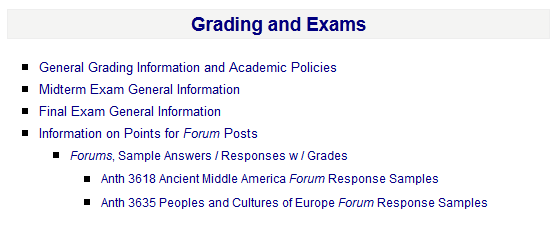 Grading and Exams
General Grading Information and Academic Policies
Midterm Exam General Information
Final Exam General Information
Information on Points for Forum Posts
Forums, Sample Answers / Responses w / Grades
Anth 3618 Ancient Middle America Forum Response Samples
Anth 3635 Peoples and Cultures of Europe Forum Response Samples